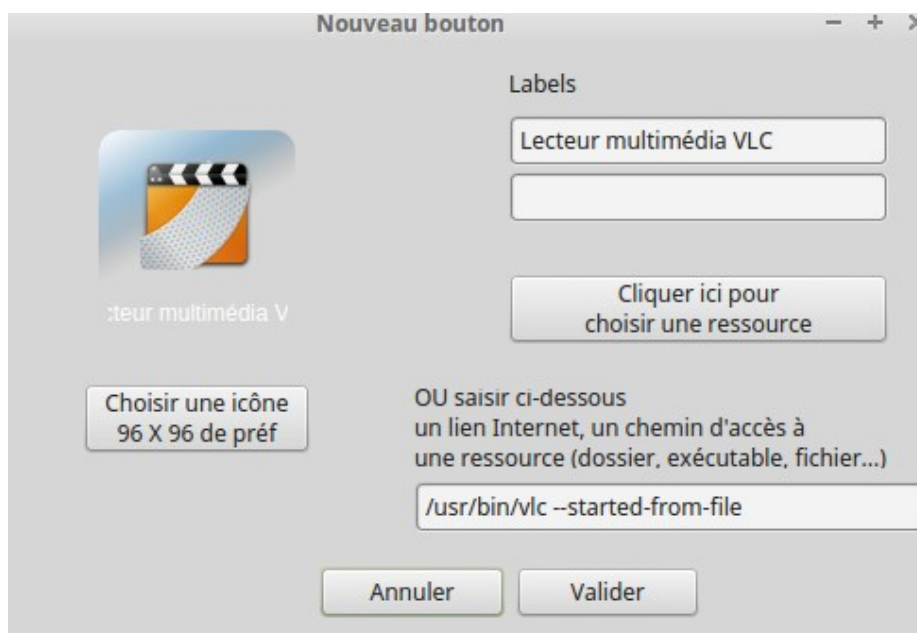 Nouveau bouton
Labels
Lecteur multimédia VLC
:teur multimédia V
Cliquer ici pour
choisir une ressource
Choisir une icône
96 X 96 de préf
OU saisir ci-dessous
un lien Internet, un chemin d'accès à
une ressource (dossier, exécutable, fichier...)
/usr/bin/vlc --started-from-file
Annuler
Valider